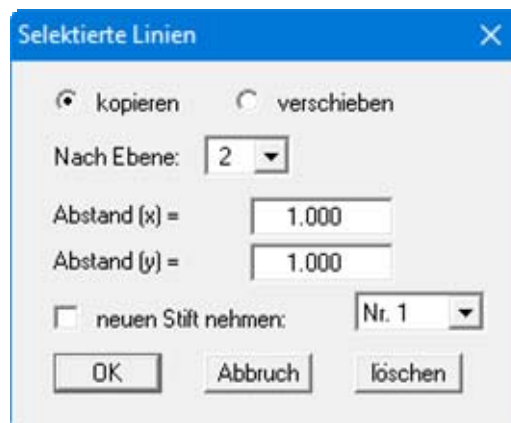 Selektierte Linien
kopieren verschieben
Nach Ebene: 2
Abstand (x) = 1.000
Abstand (y) = 1.000
neuen Stift nehmen: Nr. 1
OK Abbruch löschen